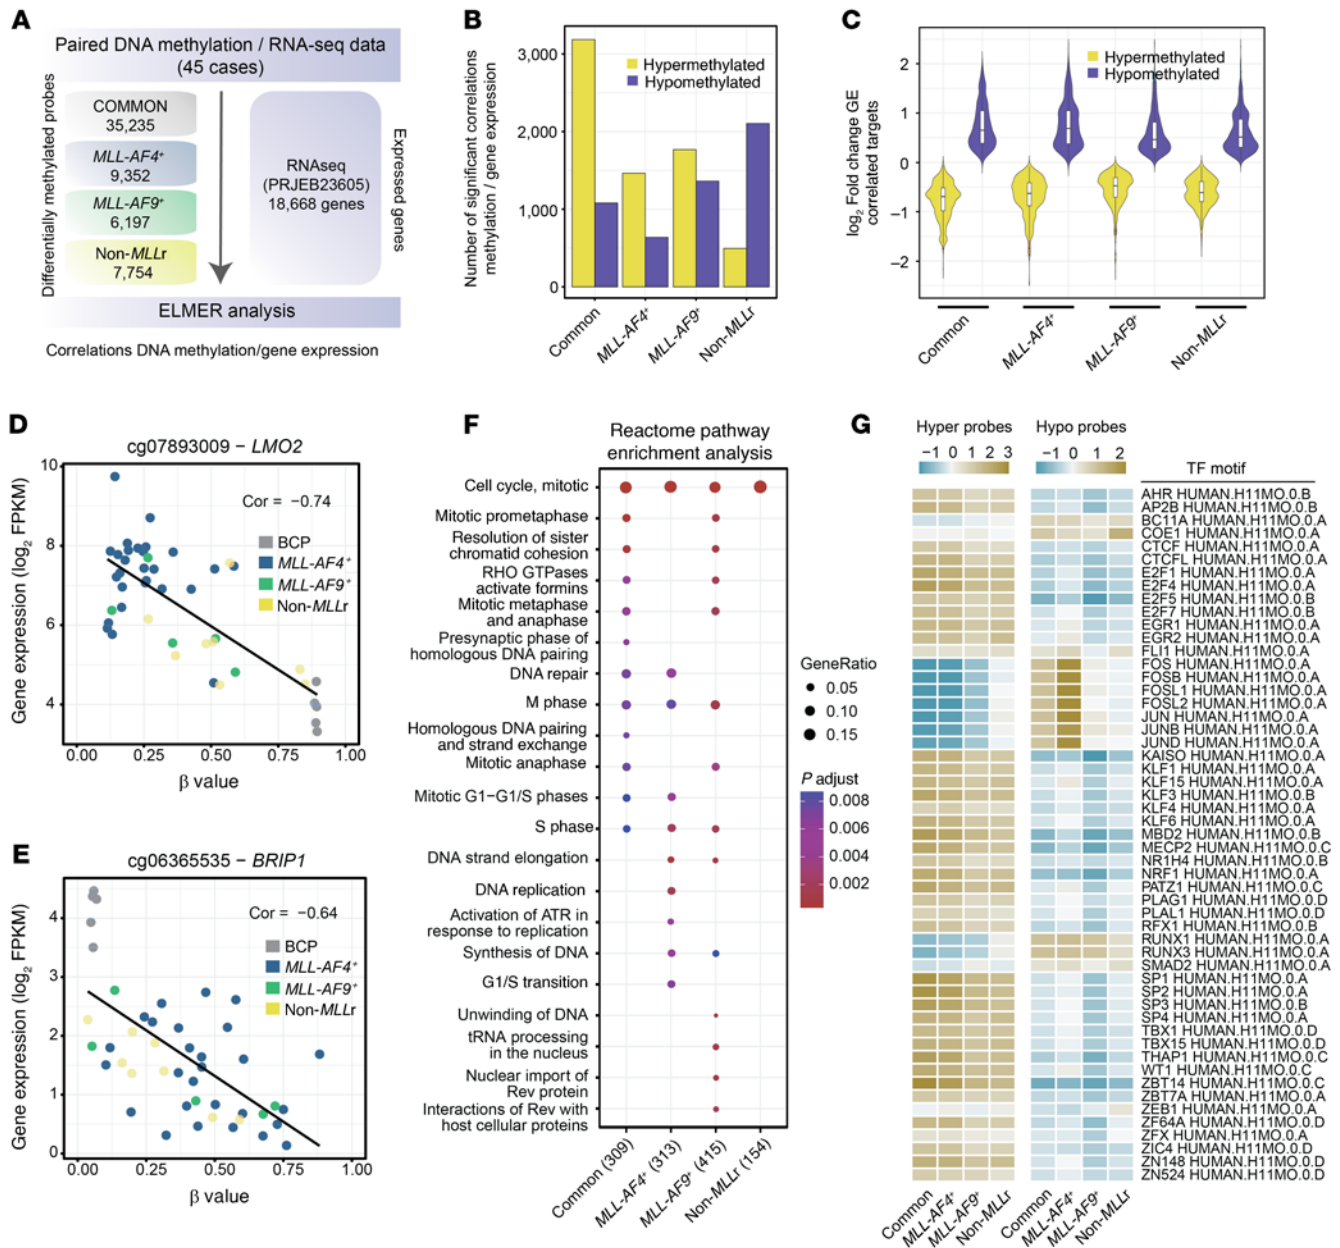 A
Paired DNA methylation / RNA-seq data
(45 cases)
Differentially methylated probes
COMMON
35,235
MLL-AF4+
9,352
MLL-AF9+
6,197
Non-MLLr
7,754
RNAseq
(PRJEB23605)
18,668 genes
Expressed genes
ELMER analysis
Correlations DNA methylation/gene expression
B
Number of significant correlations
methylation / gene expression
3,000
2,000
1,000
0
Hypermethylated
Hypomethylated
Common
MLL-AF4+
MLL-AF9+
Non-MLLr
C
log2 Fold change GE
correlated targets
2
1
0
−1
−2
Hypermethylated
Hypomethylated
Common
MLL-AF4+
MLL-AF9+
Non-MLLr
D
cg07893009 − LMO2
Gene expression (log2 FPKM)
10
8
6
4
Cor = −0.74
BCP
MLL-AF4+
MLL-AF9+
Non-MLLr
0.00 0.25 0.50 0.75 1.00
β value
E
cg06365535 − BRIP1
Gene expression (log2 FPKM)
4
3
2
1
0
Cor = −0.64
BCP
MLL-AF4+
MLL-AF9+
Non-MLLr
0.00 0.25 0.50 0.75 1.00
β value
F
Reactome pathway
enrichment analysis
Cell cycle, mitotic
Mitotic prometaphase
Resolution of sister
chromatid cohesion
RHO GTPases
activate formins
Mitotic metaphase
and anaphase
Presynaptic phase of
homologous DNA pairing
DNA repair
M phase
Homologous DNA pairing
and strand exchange
Mitotic anaphase
Mitotic G1−G1/S phases
S phase
DNA strand elongation
DNA replication
Activation of ATR in
response to replication
Synthesis of DNA
G1/S transition
Unwinding of DNA
tRNA processing
in the nucleus
Nuclear import of
Rev protein
Interactions of Rev with
host cellular proteins
Common (309)
MLL-AF4+ (313)
MLL-AF9+ (415)
Non-MLLr (154)
GeneRatio
0.05
0.10
0.15
P adjust
0.008
0.006
0.004
0.002
G
Hyper probes
−1 0 1 2 3
Hypo probes
−1 0 1 2
TF motif
AHR HUMAN.H11MO.0.B
AP2B HUMAN.H11MO.0.B
BC11A HUMAN.H11MO.0.A
COE1 HUMAN.H11MO.0.A
CTCF HUMAN.H11MO.0.A
CTCFL HUMAN.H11MO.0.A
E2F1 HUMAN.H11MO.0.A
E2F4 HUMAN.H11MO.0.A
E2F5 HUMAN.H11MO.0.B
E2F7 HUMAN.H11MO.0.B
EGR1 HUMAN.H11MO.0.A
EGR2 HUMAN.H11MO.0.A
FLI1 HUMAN.H11MO.0.A
FOS HUMAN.H11MO.0.A
FOSB HUMAN.H11MO.0.A
FOSL1 HUMAN.H11MO.0.A
FOSL2 HUMAN.H11MO.0.A
JUN HUMAN.H11MO.0.A
JUNB HUMAN.H11MO.0.A
JUND HUMAN.H11MO.0.A
KAISO HUMAN.H11MO.0.A
KLF1 HUMAN.H11MO.0.A
KLF15 HUMAN.H11MO.0.A
KLF3 HUMAN.H11MO.0.B
KLF4 HUMAN.H11MO.0.A
KLF6 HUMAN.H11MO.0.A
MBD2 HUMAN.H11MO.0.B
MECP2 HUMAN.H11MO.0.C
NR1H4 HUMAN.H11MO.0.B
NRF1 HUMAN.H11MO.0.A
PATZ1 HUMAN.H11MO.0.C
PLAG1 HUMAN.H11MO.0.D
PLAL1 HUMAN.H11MO.0.D
RFX1 HUMAN.H11MO.0.B
RUNX1 HUMAN.H11MO.0.A
RUNX3 HUMAN.H11MO.0.A
SMAD2 HUMAN.H11MO.0.A
SP1 HUMAN.H11MO.0.A
SP2 HUMAN.H11MO.0.A
SP3 HUMAN.H11MO.0.B
SP4 HUMAN.H11MO.0.A
TBX1 HUMAN.H11MO.0.D
TBX15 HUMAN.H11MO.0.D
THAP1 HUMAN.H11MO.0.C
WT1 HUMAN.H11MO.0.C
ZBT14 HUMAN.H11MO.0.C
ZBT7A HUMAN.H11MO.0.A
ZEB1 HUMAN.H11MO.0.A
ZF64A HUMAN.H11MO.0.D
ZFX HUMAN.H11MO.0.A
ZIC4 HUMAN.H11MO.0.D
ZN148 HUMAN.H11MO.0.D
ZN524 HUMAN.H11MO.0.D
Common
MLL-AF4+
MLL-AF9+
Non-MLLr
Common
MLL-AF4+
MLL-AF9+
Non-MLLr